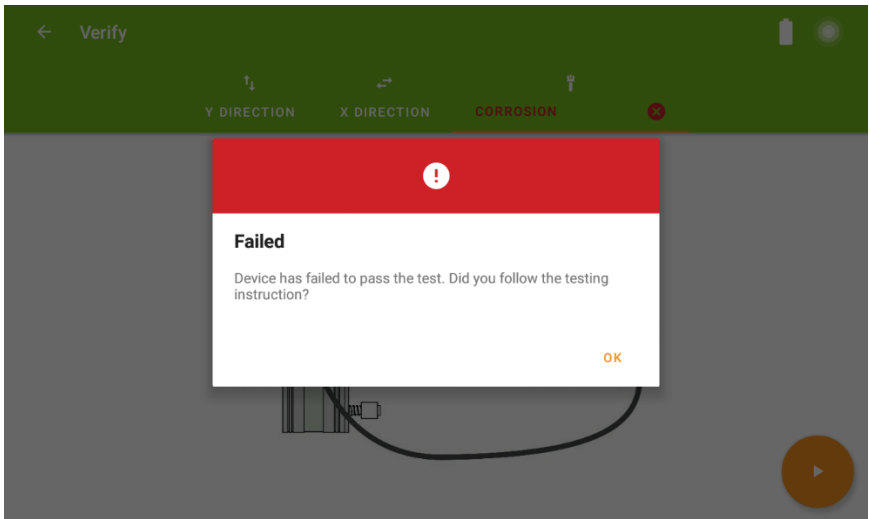 Verify
Y DIRECTION
X DIRECTION
CORROSION
Failed
Device has failed to pass the test. Did you follow the testing
instruction?
OK